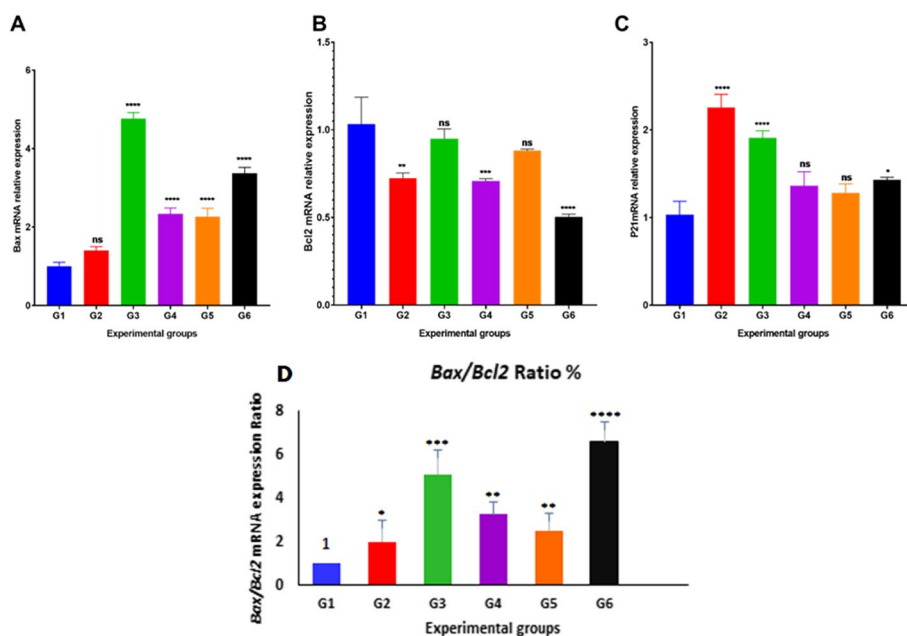 A
Bax mRNA relative expression
6
4
2
0
ns
****
****
****
****
G1 G2 G3 G4 G5 G6
Experimental groups
B
Bcl2 mRNA relative expression
1.5
1.0
0.5
0.0
**
ns
***
ns
****
G1 G2 G3 G4 G5 G6
Experimental groups
C
P21mRNA relative expression
3
2
1
0
****
****
ns
ns
*
G1 G2 G3 G4 G5 G6
Experimental groups
D
Bax/Bcl2 Ratio %
Bax/Bcl2 mRNA expression Ratio
8
6
4
2
0
1
*
***
**
**
****
G1 G2 G3 G4 G5 G6
Experimental groups